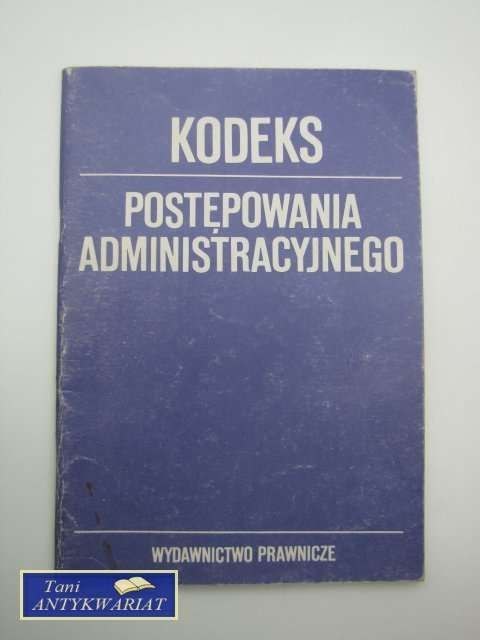 KODEKS
POSTĘPOWANIA
ADMINISTRACYJNEGO
WYDAWNICTWO PRAWNICZE
Tani
ANTYKWARIAT